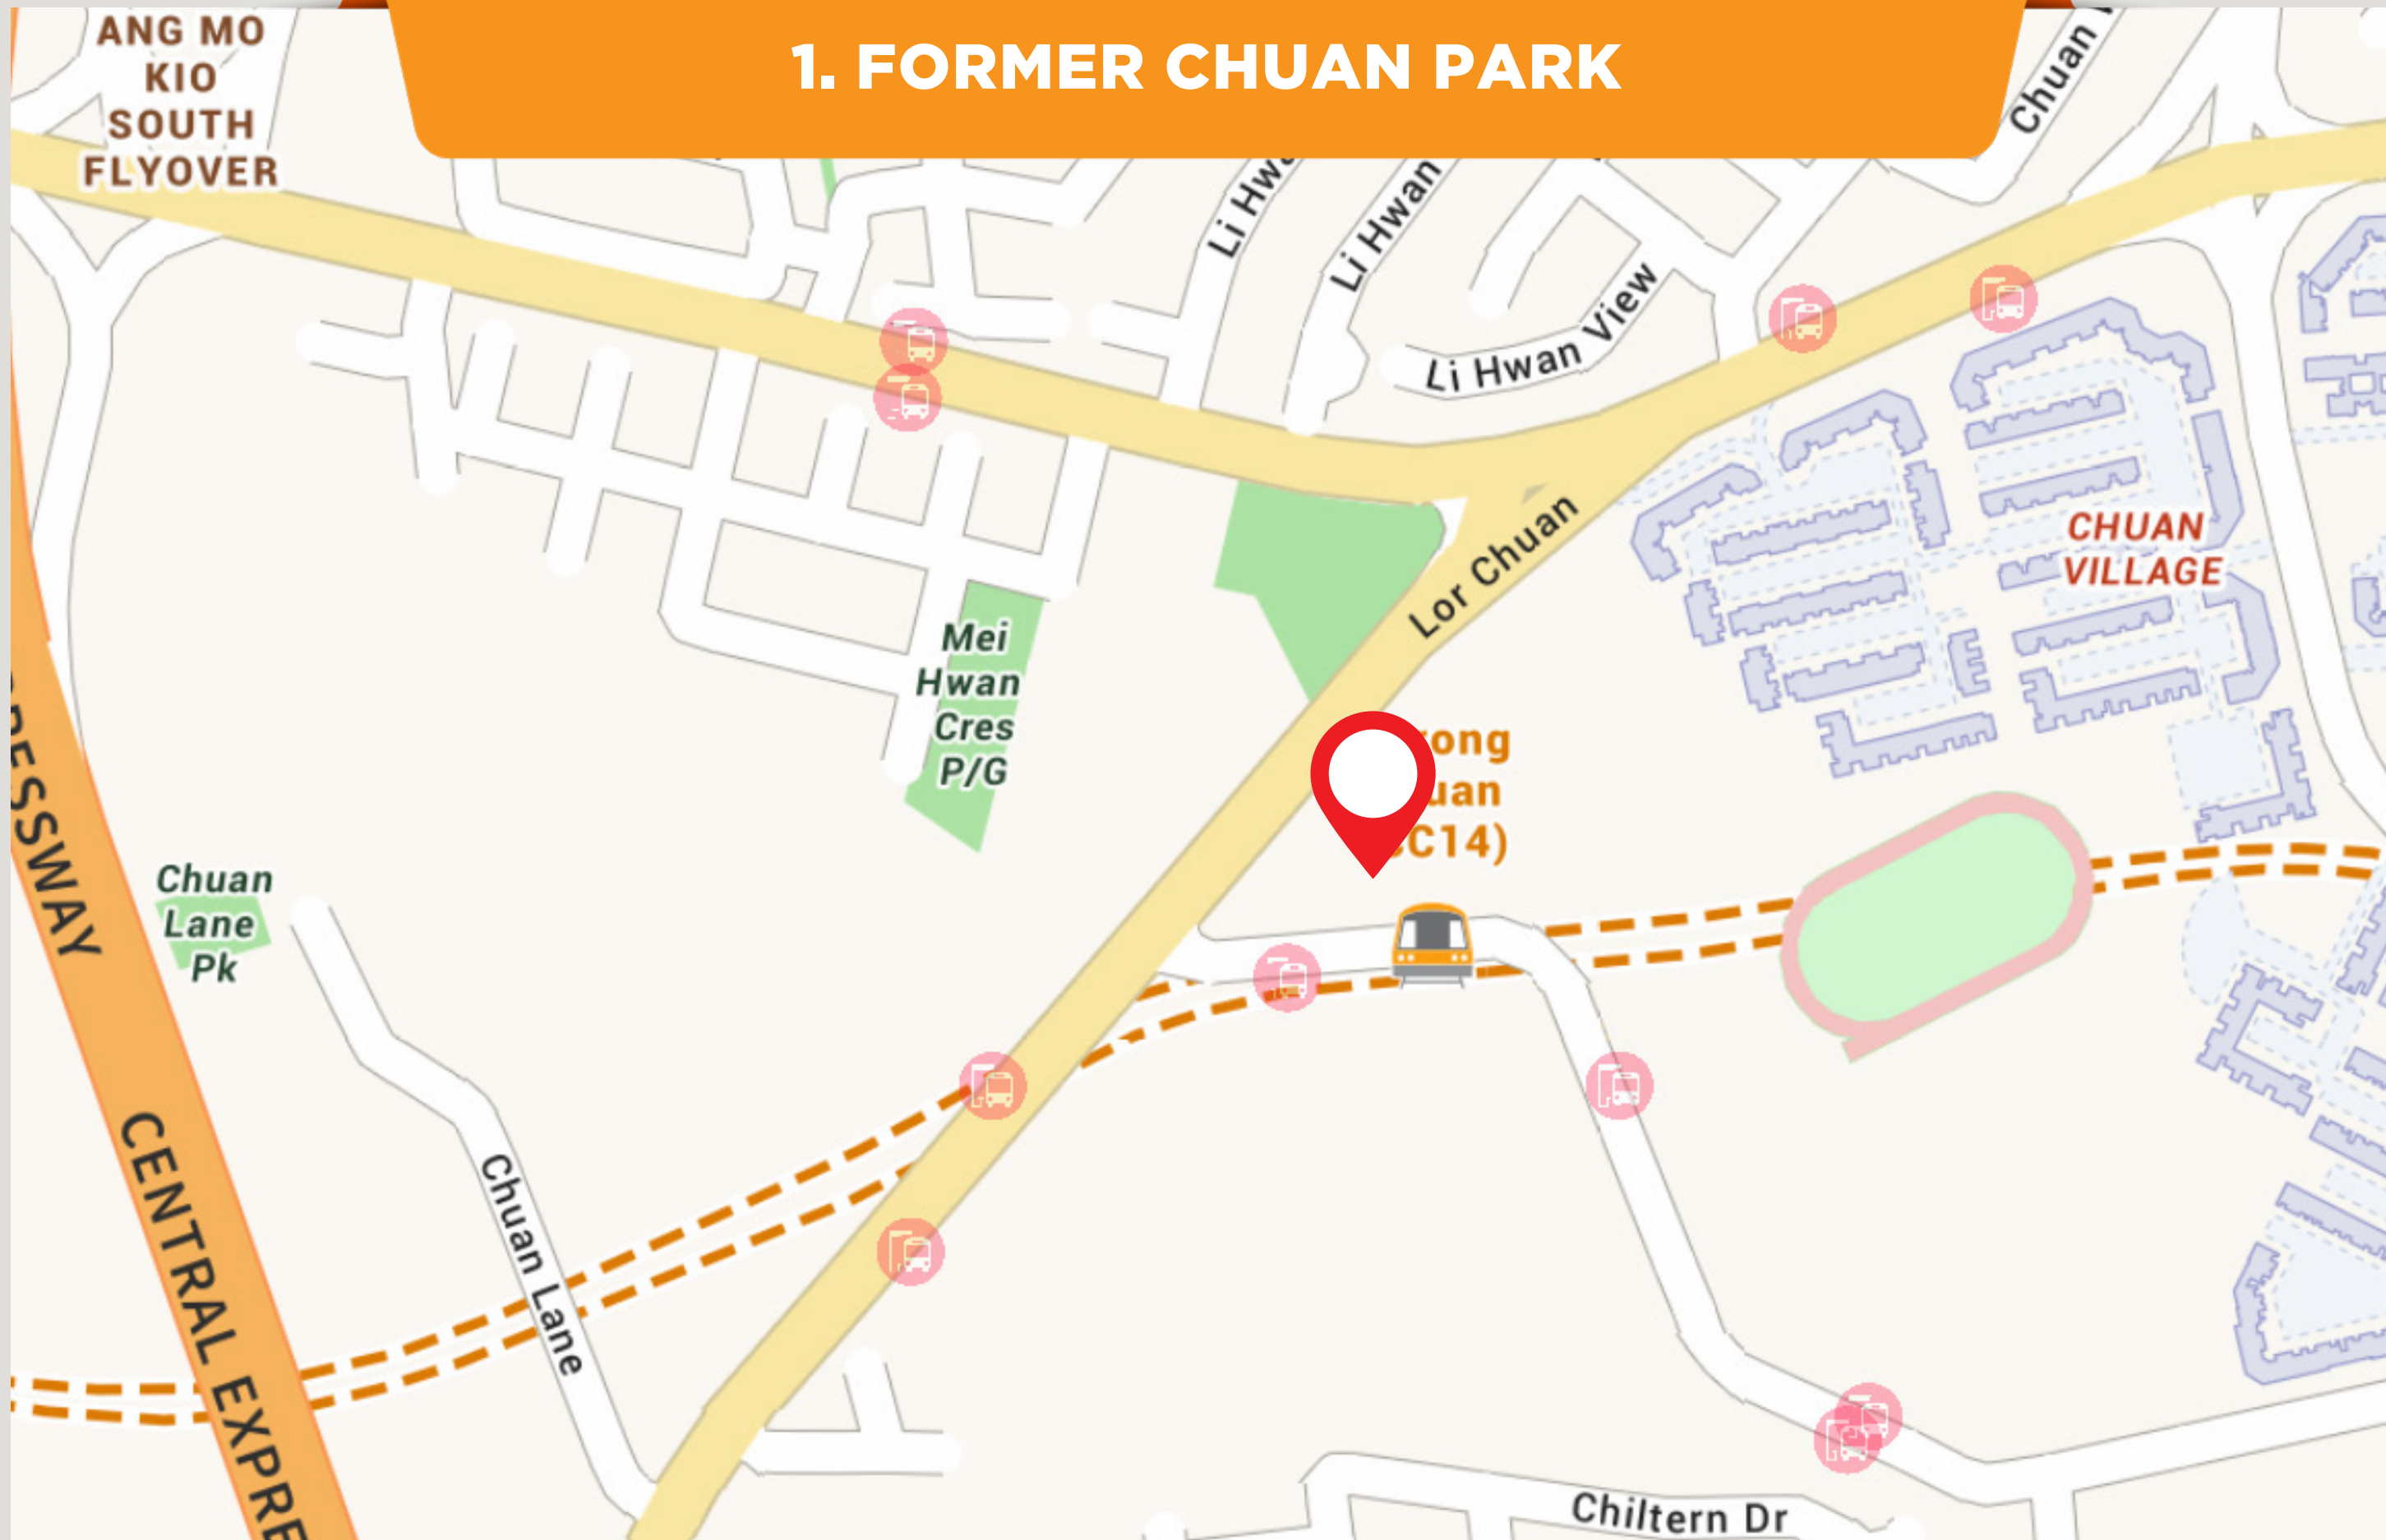 1. FORMER CHUAN PARK
ANG MO
KIO
SOUTH
FLYOVER
Chuan
Li Hwan
Li Hwan View
Lor Chuan
CHUAN
VILLAGE
Mei
Hwan
Cres
P/G
C14)
Chuan
Lane
Pk
Chuan Lane
CENTRAL EXPRE
ESSWAY
Chiltern Dr